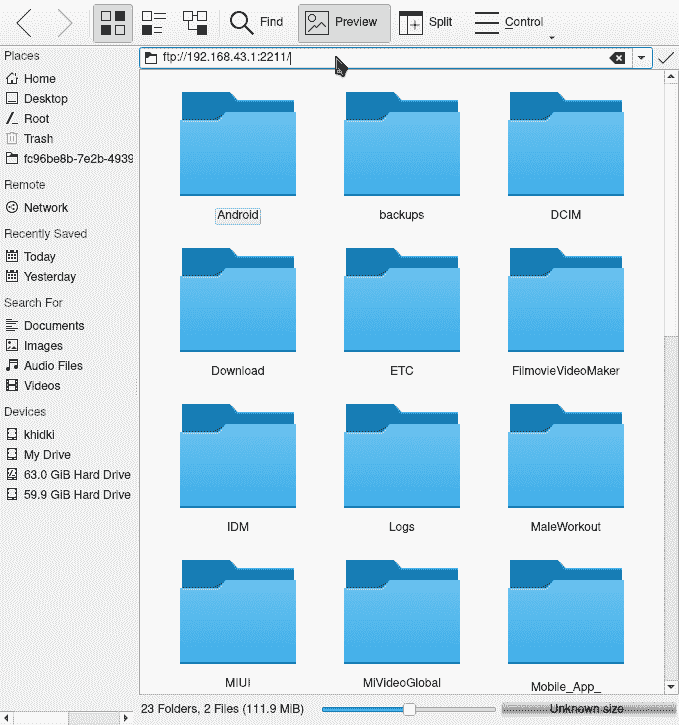 Find
Preview
Split
Control
Places
ftp://192.168.43.1:2211/
Home
Desktop
Root
Trash
fc96be8b-7e2b-4939
Remote
Network
Recently Saved
Today
Yesterday
Search For
Documents
Images
Audio Files
Videos
Devices
khidki
My Drive
63.0 GiB Hard Drive
59.9 GiB Hard Drive
Android
backups
DCIM
Download
ETC
FilmovieVideoMaker
IDM
Logs
MaleWorkout
MIUI
MiVideoGlobal
Mobile_App_
23 Folders, 2 Files (111.9 MiB)
Unknown size